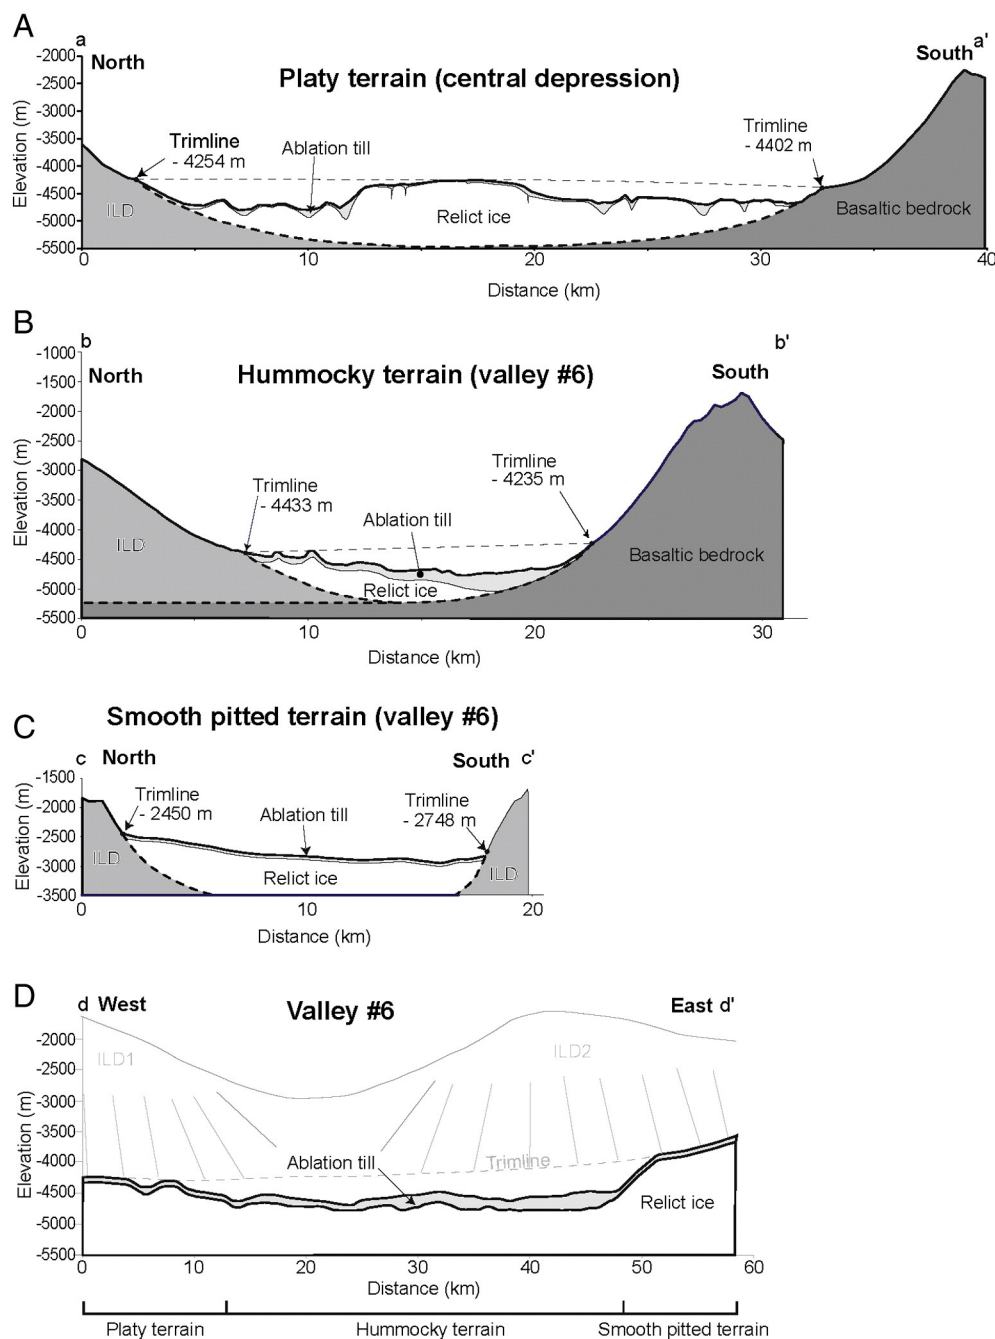 A
a
North
South
a'
Platy terrain (central depression)
Elevation (m)
-2000
-2500
-3000
-3500
-4000
-4500
-5000
-5500
Trimline
- 4254 m
Ablation till
Trimline
- 4402 m
ILD
Relict ice
Basaltic bedrock
0
10
20
30
40
Distance (km)
B
b
b'
North
South
Hummocky terrain (valley #6)
Elevation (m)
-1000
-1500
-2000
-2500
-3000
-3500
-4000
-4500
-5000
-5500
Trimline
- 4433 m
Trimline
- 4235 m
Ablation till
ILD
Basaltic bedrock
Relict ice
0
10
20
30
Distance (km)
C
Smooth pitted terrain (valley #6)
c
North
South
c'
Elevation (m)
-1500
-2000
-2500
-3000
-3500
Trimline
- 2450 m
Ablation till
Trimline
- 2748 m
ILD
Relict ice
ILD
0
10
20
Distance (km)
D
d West
Valley #6
East d'
Elevation (m)
-2000
-2500
-3000
-3500
-4000
-4500
-5000
-5500
ILD1
ILD2
Ablation till
Trimline
Relict ice
0
10
20
30
40
50
60
Distance (km)
Platy terrain
Hummocky terrain
Smooth pitted terrain